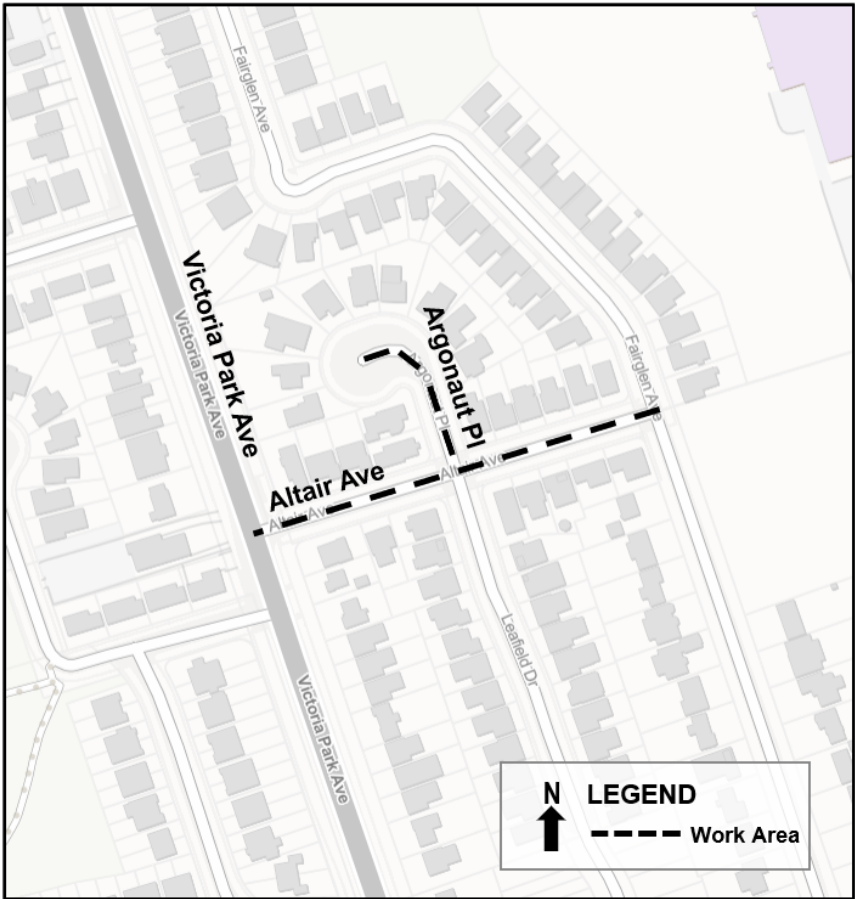 Fairglen Ave
Victoria Park Ave
Victoria Park Ave
Argonaut Pl
Fairglen Ave
Altair Ave
Altair Ave
Altair Ave
Leafield Dr
Victoria Park Ave
N LEGEND
Work Area